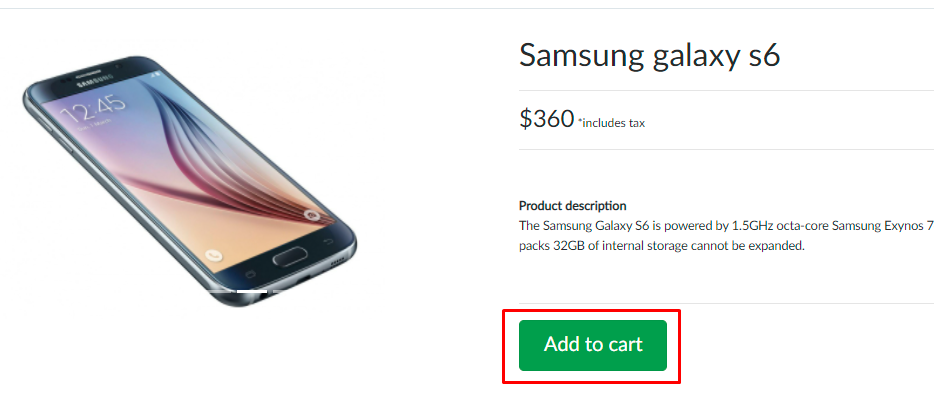 Samsung galaxy s6
$360 *includes tax
SAMSUNG
12:45
Product description
The Samsung Galaxy S6 is powered by 1.5GHz octa-core Samsung Exynos 7
packs 32GB of internal storage cannot be expanded.
Add to cart